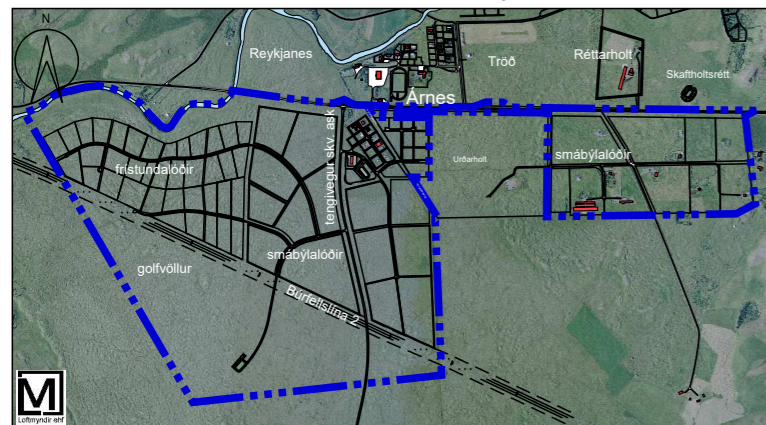 N
Reykjanes
Tröð
Réttarholt
Skaftholtsrétt
Árnes
tengivegur skv. ask
Urðarholt
smábýlalóðir
frístundalóðir
smábýlalóðir
golfvöllur
Búrfellslína 2
M
Loftmyndir ehf